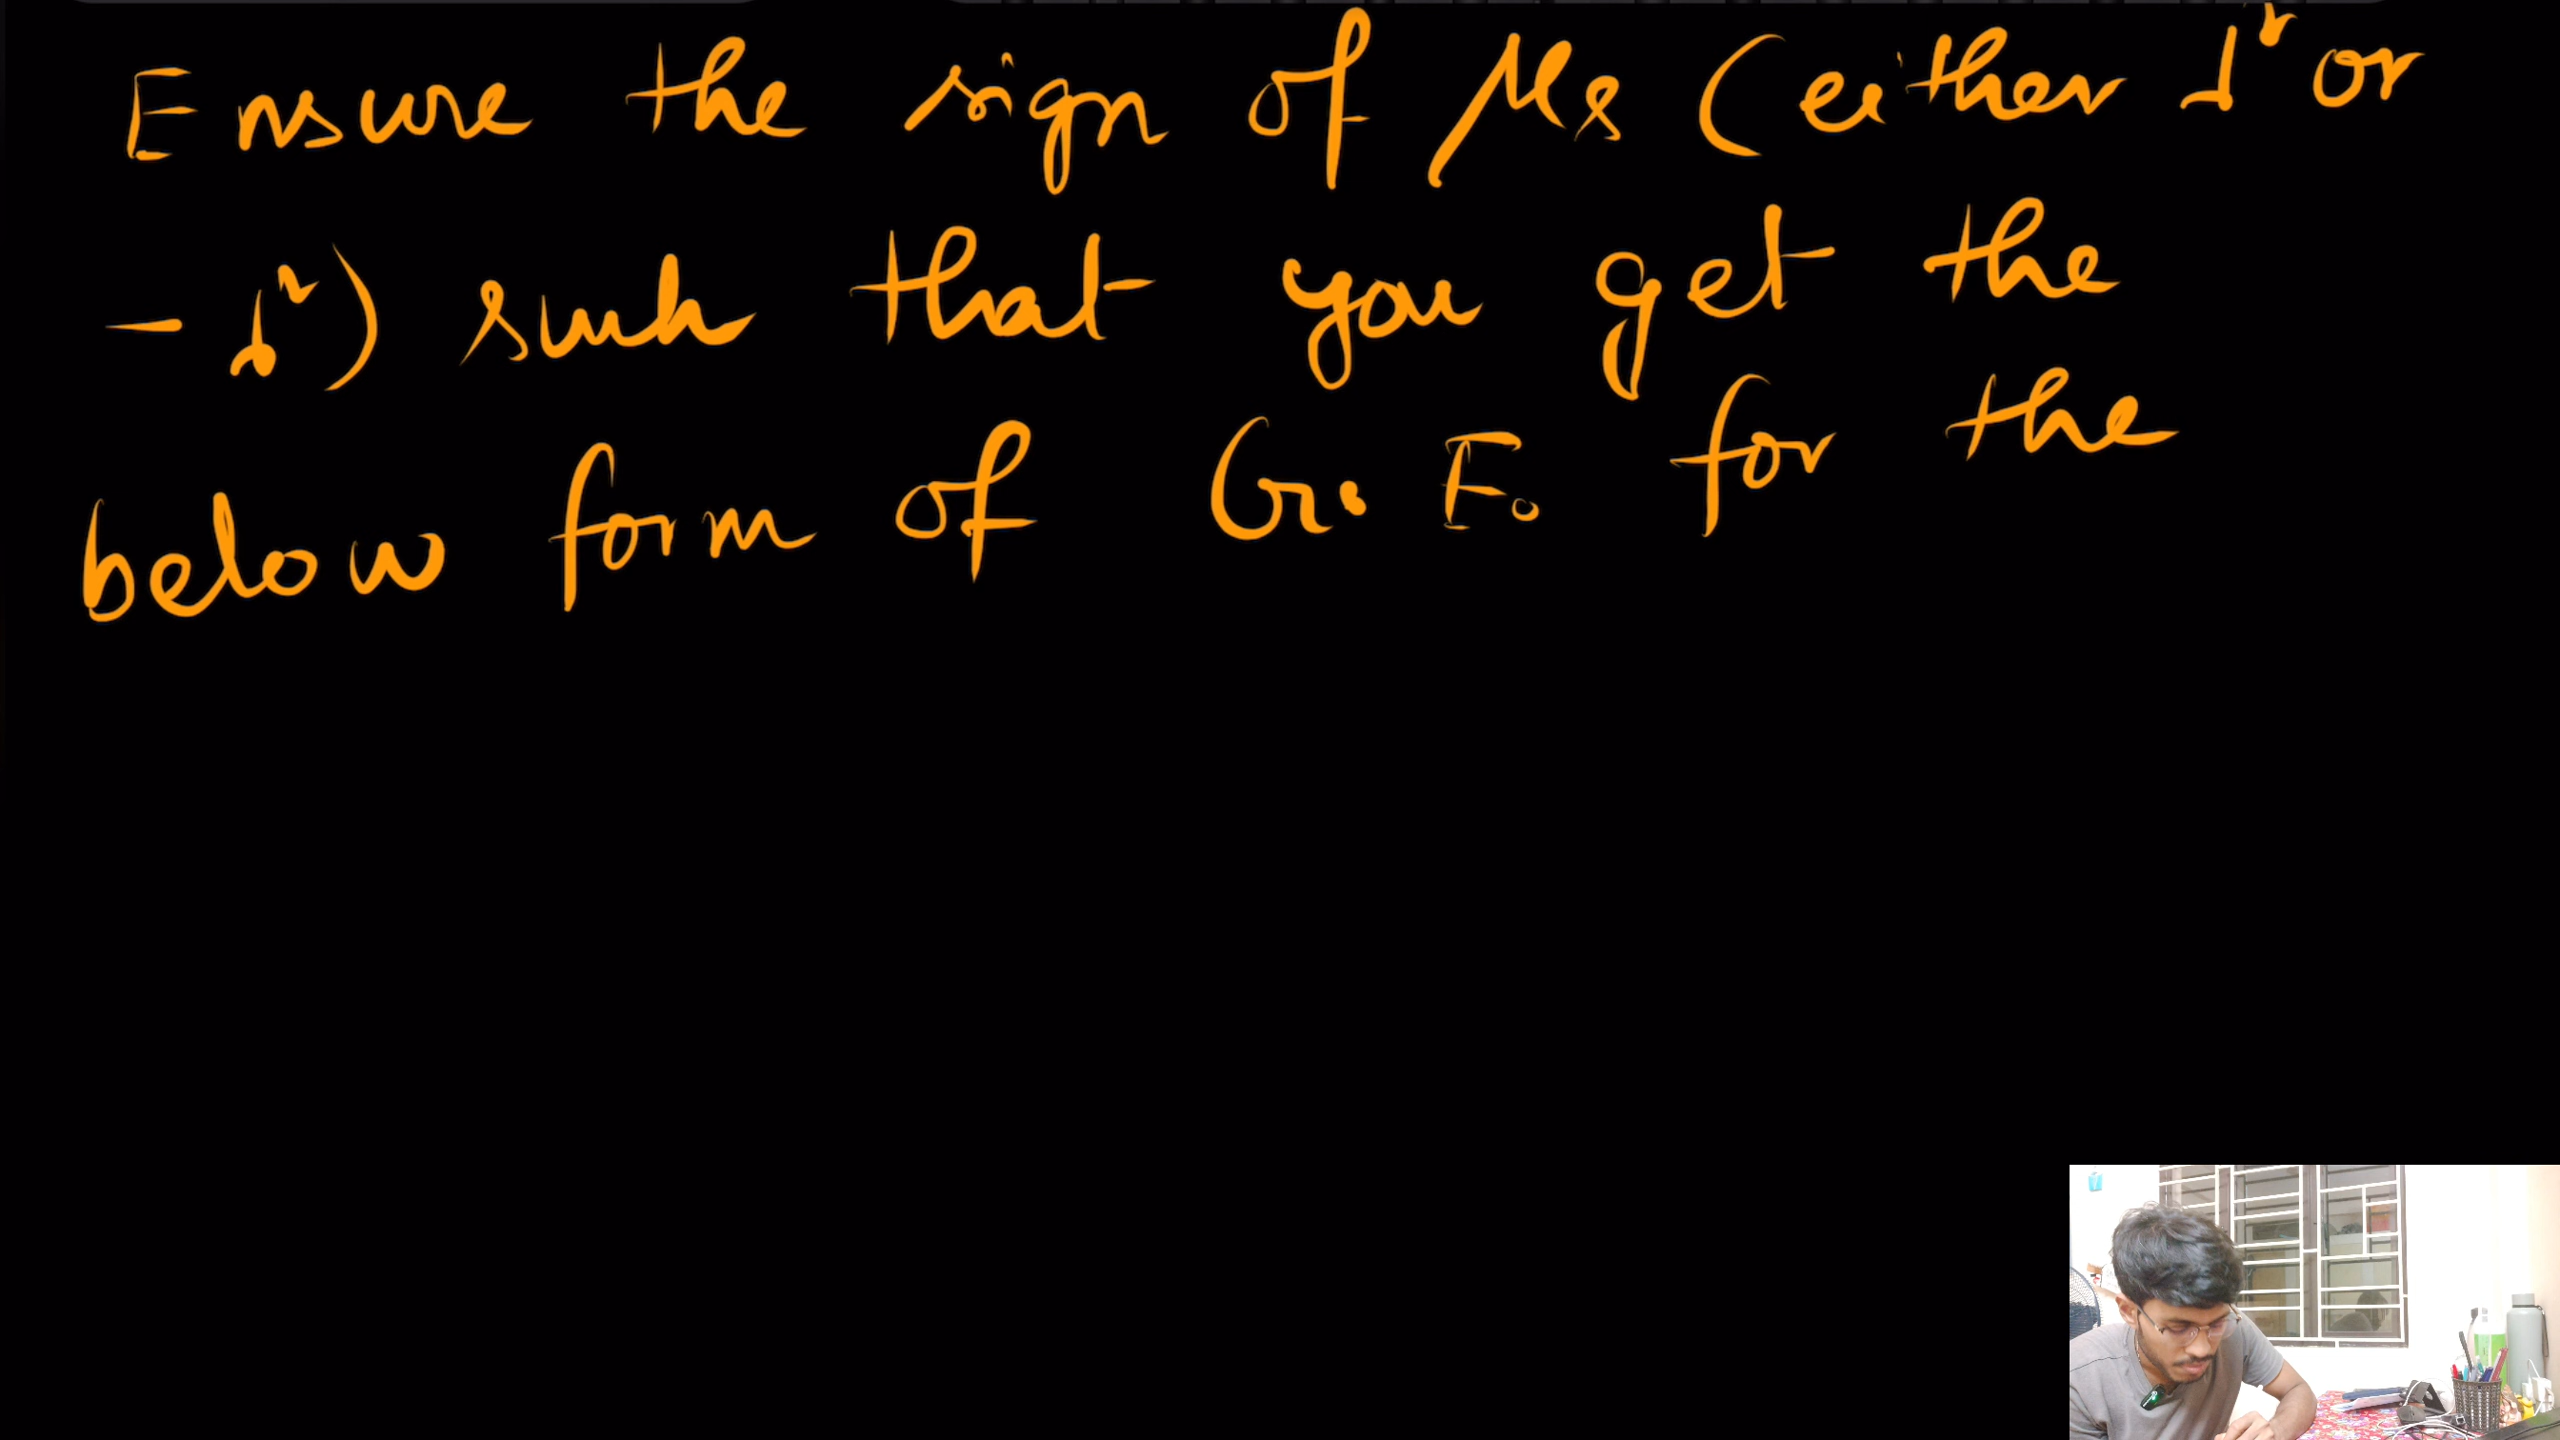 Ensure the sign of μs (either λ² or
- λ²) such that you get the
below form of G.E. for the